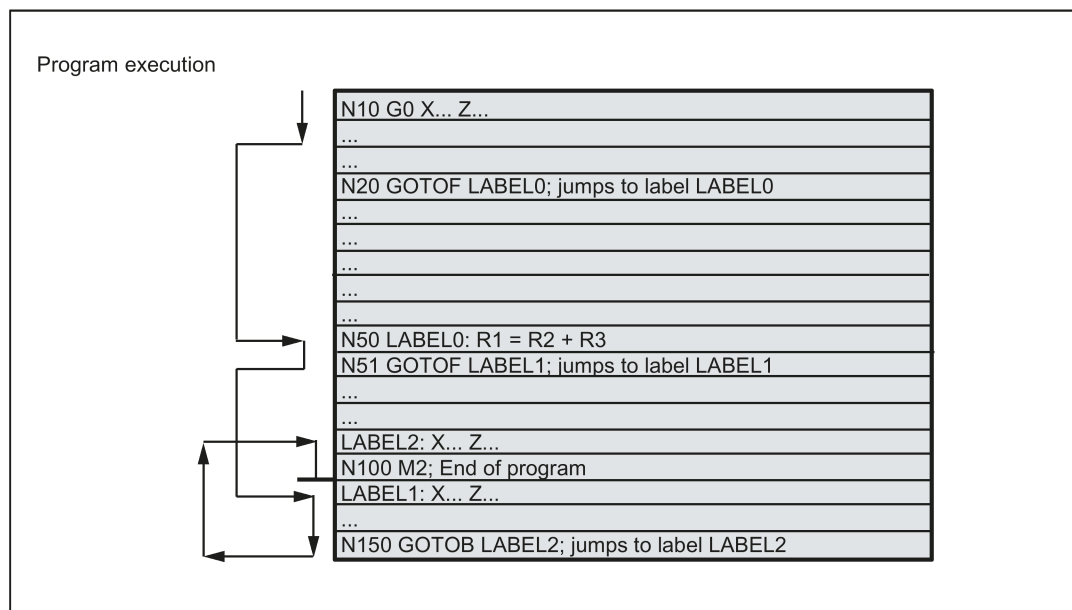 Program execution
N10 G0 X... Z...
...
...
N20 GOTOF LABEL0; jumps to label LABEL0
...
...
...
...
...
N50 LABEL0: R1 = R2 + R3
N51 GOTOF LABEL1; jumps to label LABEL1
...
...
LABEL2: X... Z...
N100 M2; End of program
LABEL1: X... Z...
...
N150 GOTOB LABEL2; jumps to label LABEL2